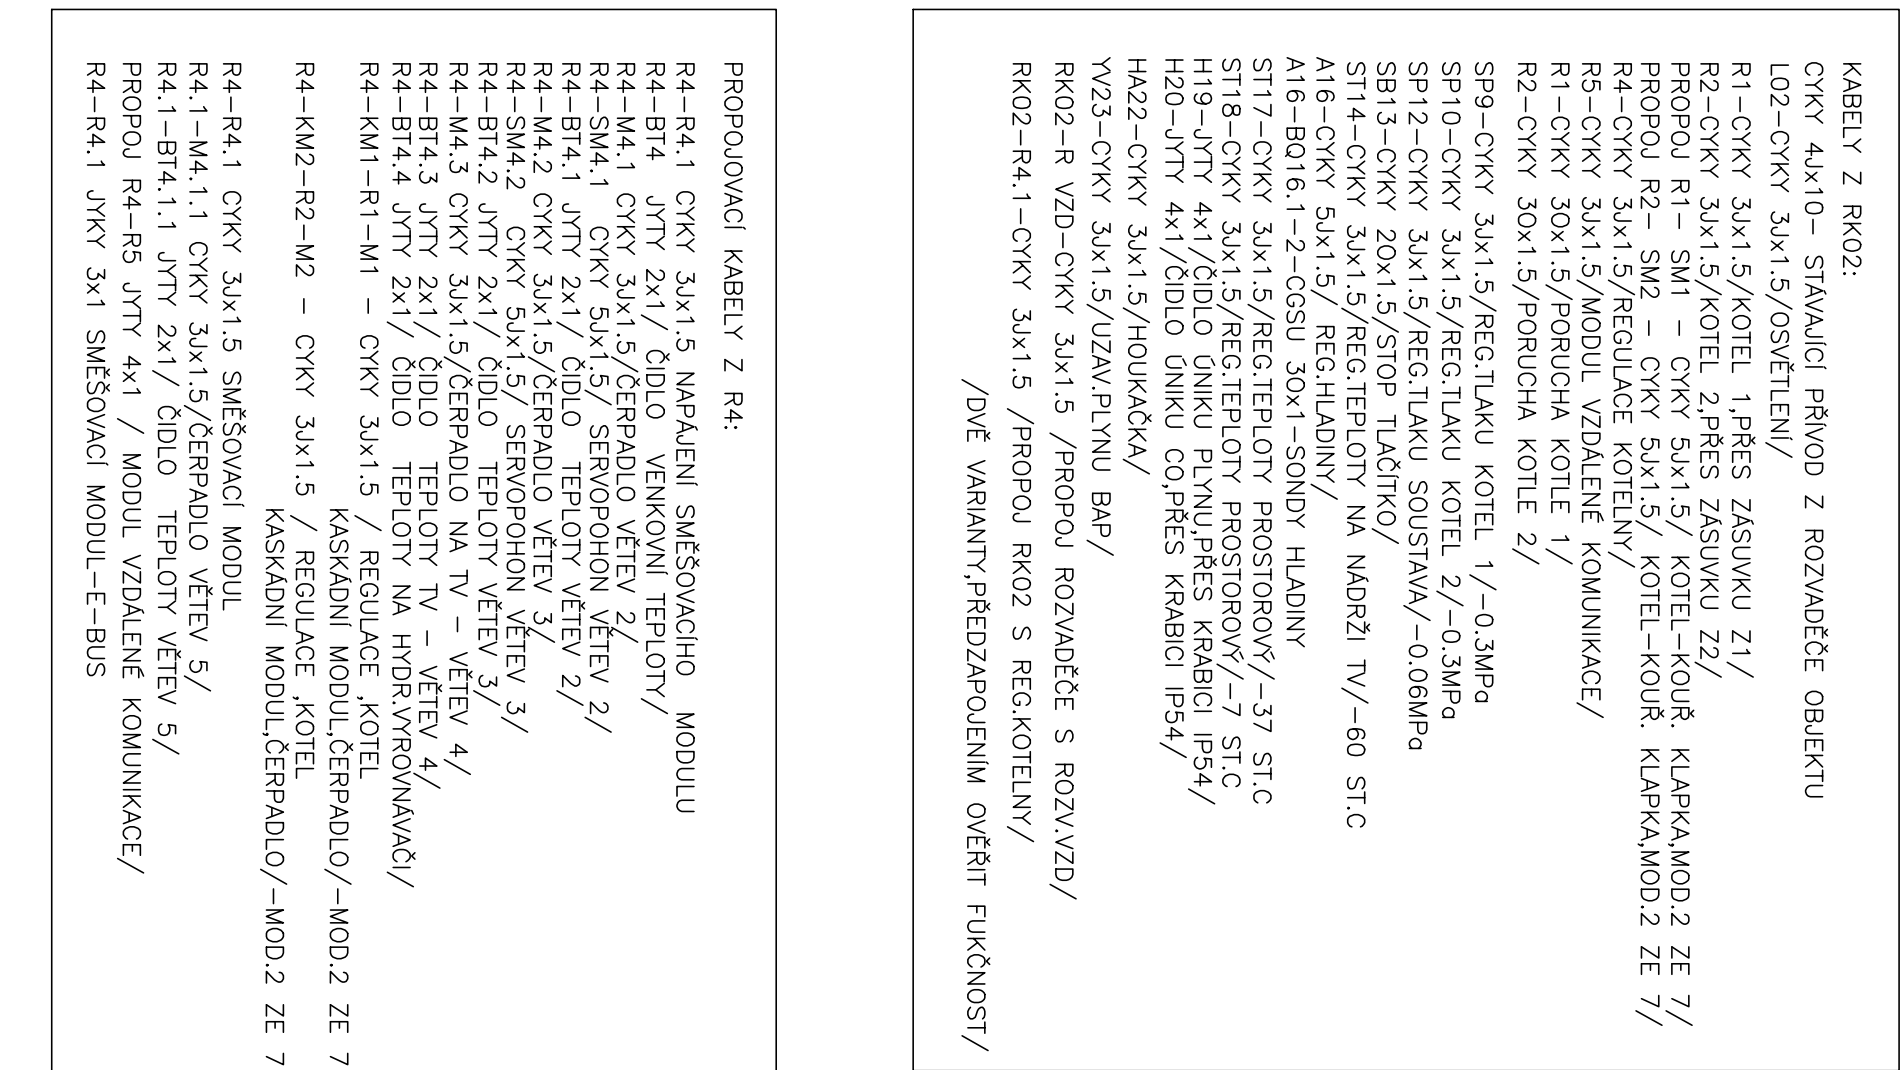 KABELY Z RK02:
CYKY 4Jx10- STÁVAJÍCÍ PŘÍVOD Z ROZVADĚČE OBJEKTU
L02-CYKY 3Jx1.5/OSVĚTLENÍ/
R1-CYKY 3Jx1.5/KOTEL 1,PŘES ZÁSUVKU Z1/
R2-CYKY 3Jx1.5/KOTEL 2,PŘES ZÁSUVKU Z2/
PROPOJ R1- SM1 - CYKY 5Jx1.5/ KOTEL-KOUŘ. KLAPKA,MOD.2 ZE 7/
PROPOJ R2- SM2 - CYKY 5Jx1.5/ KOTEL-KOUŘ. KLAPKA,MOD.2 ZE 7/
R4-CYKY 3Jx1.5/REGULACE KOTELNY/
R5-CYKY 3Jx1.5/MODUL VZDÁLENÉ KOMUNIKACE/
R1-CYKY 3Ox1.5/PORUCHA KOTLE 1/
R2-CYKY 3Ox1.5/PORUCHA KOTLE 2/
SP9-CYKY 3Jx1.5/REG.TLAKU KOTEL 1/-0.3MPa
SP10-CYKY 3Jx1.5/REG.TLAKU KOTEL 2/-0.3MPa
SP12-CYKY 3Jx1.5/REG.TLAKU SOUSTAVA/-0.06MPa
SB13-CYKY 2Ox1.5/STOP TLAČÍTKO/
ST14-CYKY 3Jx1.5/REG.TEPLOTY NA NÁDRŽI TV/-60 ST.C
A16-CYKY 5Jx1.5/ REG.HLADINY/
A16-BQ16.1-2-CGSU 3Ox1-SONDY HLADINY
ST17-CYKY 3Jx1.5/REG.TEPLOTY PROSTOROVÝ/-37 ST.C
ST18-CYKY 3Jx1.5/REG.TEPLOTY PROSTOROVÝ/-7 ST.C
H19-JYTY 4x1/ČIDLO ÚNIKU PLYNU,PŘES KRABICI IP54/
H20-JYTY 4x1/ČIDLO ÚNIKU CO,PŘES KRABICI IP54/
HA22-CYKY 3Jx1.5/HOUKAČKA/
YV23-CYKY 3Jx1.5/UZAV.PLYNU BAP/
RK02-R VZD-CYKY 3Jx1.5 /PROPOJ ROZVADĚČE S ROZV.VZD/
RK02-R4.1-CYKY 3Jx1.5 /PROPOJ RK02 S REG.KOTELNY/
/DVĚ VARIANTY,PŘEDZAPOJENÍM OVĚŘIT FUKČNOST/
PROPOJOVACÍ KABELY Z R4:
R4-R4.1 CYKY 3Jx1.5 NAPÁJENÍ SMĚŠOVACÍHO MODULU
R4-BT4 JYTY 2x1/ ČIDLO VENKOVNÍ TEPLOTY/
R4-M4.1 CYKY 3Jx1.5/ČERPADLO VĚTEV 2/
R4-SM4.1 CYKY 5Jx1.5/ SERVOPOHON VĚTEV 2/
R4-BT4.1 JYTY 2x1/ ČIDLO TEPLOTY VĚTEV 2/
R4-M4.2 CYKY 3Jx1.5/ČERPADLO VĚTEV 3/
R4-SM4.2 CYKY 5Jx1.5/ SERVOPOHON VĚTEV 3/
R4-BT4.2 JYTY 2x1/ ČIDLO TEPLOTY VĚTEV 3/
R4-M4.3 CYKY 3Jx1.5/ČERPADLO NA TV - VĚTEV 4/
R4-BT4.3 JYTY 2x1/ ČIDLO TEPLOTY TV - VĚTEV 4/
R4-BT4.4 JYTY 2x1/ ČIDLO TEPLOTY NA HYDR.VYROVNÁVAČI/
R4-KM1-R1-M1 - CYKY 3Jx1.5 / REGULACE ,KOTEL
KASKÁDNÍ MODUL,ČERPADLO/-MOD.2 ZE 7
R4-KM2-R2-M2 - CYKY 3Jx1.5 / REGULACE ,KOTEL
KASKÁDNÍ MODUL,ČERPADLO/-MOD.2 ZE 7
R4-R4.1 CYKY 3Jx1.5 SMĚŠOVACÍ MODUL
R4.1-M4.1.1 CYKY 3Jx1.5/ČERPADLO VĚTEV 5/
R4.1-BT4.1.1 JYTY 2x1/ ČIDLO TEPLOTY VĚTEV 5/
PROPOJ R4-R5 JYTY 4x1 / MODUL VZDÁLENÉ KOMUNIKACE/
R4-R4.1 JYKY 3x1 SMĚŠOVACÍ MODUL-E-BUS